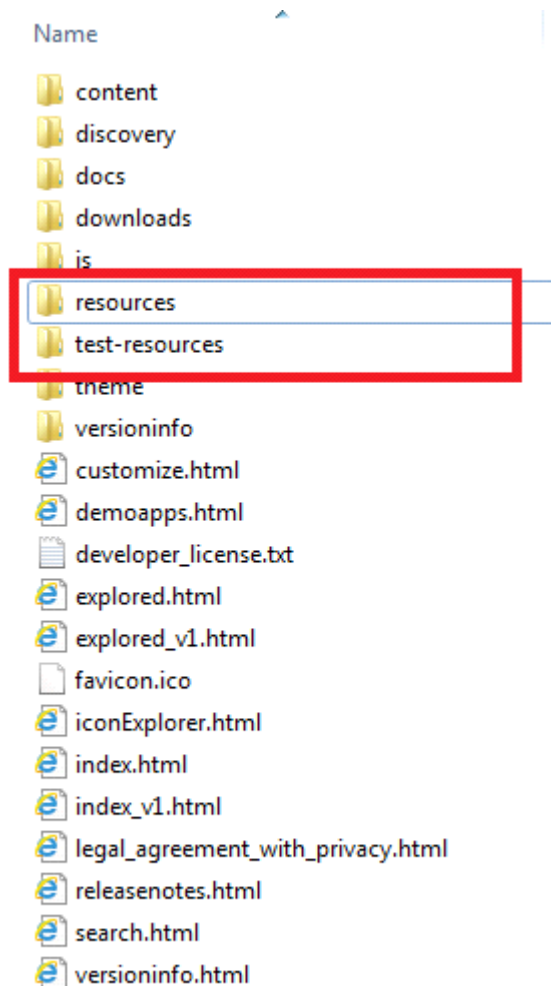 Name
content
discovery
docs
downloads
js
resources
test-resources
theme
versioninfo
customize.html
demoapps.html
developer_license.txt
explored.html
explored_v1.html
favicon.ico
iconExplorer.html
index.html
index_v1.html
legal_agreement_with_privacy.html
releasenotes.html
search.html
versioninfo.html